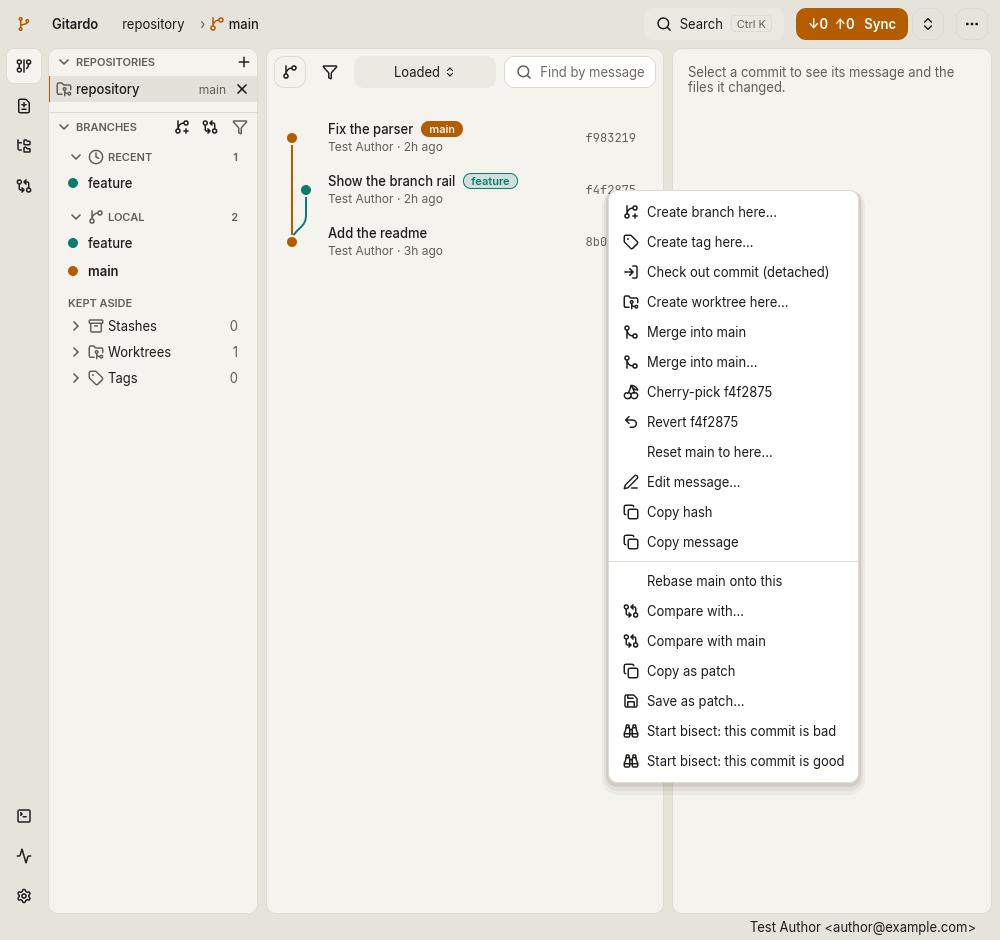 Gitardo
repository
main
Search
Ctrl K
↓0 ↑0 Sync
REPOSITORIES
repository
main
BRANCHES
RECENT
1
feature
LOCAL
2
feature
main
KEPT ASIDE
Stashes
0
Worktrees
1
Tags
0
Loaded
Find by message
Fix the parser
main
Test Author · 2h ago
f983219
Show the branch rail
feature
Test Author · 2h ago
f4f2875
Add the readme
Test Author · 3h ago
8b0
Select a commit to see its message and the
files it changed.
Create branch here...
Create tag here...
Check out commit (detached)
Create worktree here...
Merge into main
Merge into main...
Cherry-pick f4f2875
Revert f4f2875
Reset main to here...
Edit message...
Copy hash
Copy message
Rebase main onto this
Compare with...
Compare with main
Copy as patch
Save as patch...
Start bisect: this commit is bad
Start bisect: this commit is good
Test Author <author@example.com>